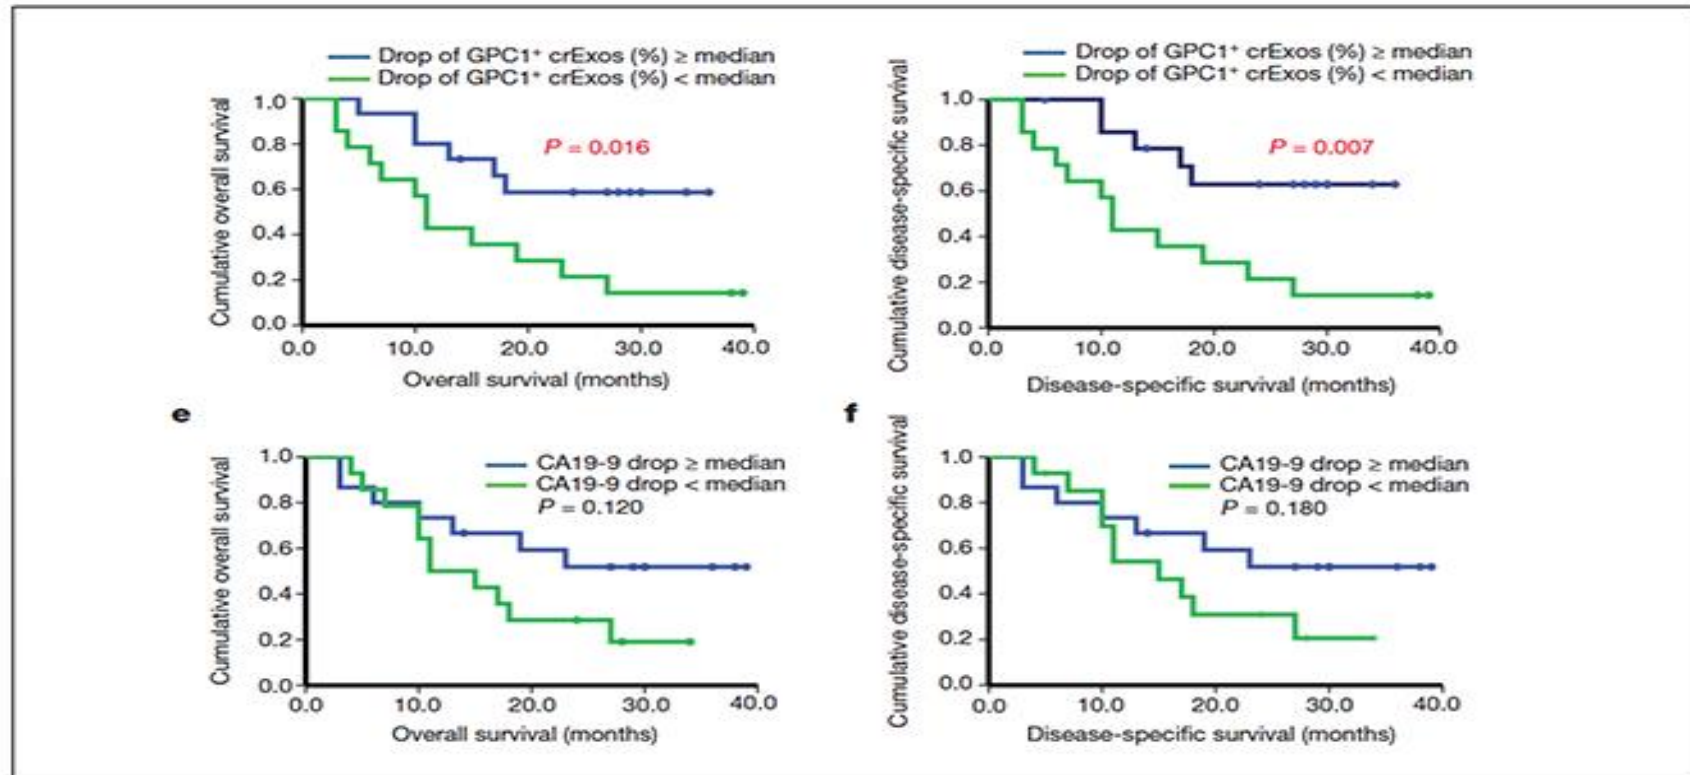 Drop of GPC1⁺ crExos (%) ≥ median
Drop of GPC1⁺ crExos (%) < median
Cumulative overall survival
1.0
0.8
0.6
0.4
0.2
0.0
P = 0.016
0.0 10.0 20.0 30.0 40.0
Overall survival (months)
Drop of GPC1⁺ crExos (%) ≥ median
Drop of GPC1⁺ crExos (%) < median
Cumulative disease-specific survival
1.0
0.8
0.6
0.4
0.2
0.0
P = 0.007
0.0 10.0 20.0 30.0 40.0
Disease-specific survival (months)
e
Cumulative overall survival
1.0
0.8
0.6
0.4
0.2
0.0
CA19-9 drop ≥ median
CA19-9 drop < median
P = 0.120
0.0 10.0 20.0 30.0 40.0
Overall survival (months)
f
Cumulative disease-specific survival
1.0
0.8
0.6
0.4
0.2
0.0
CA19-9 drop ≥ median
CA19-9 drop < median
P = 0.180
0.0 10.0 20.0 30.0 40.0
Disease-specific survival (months)